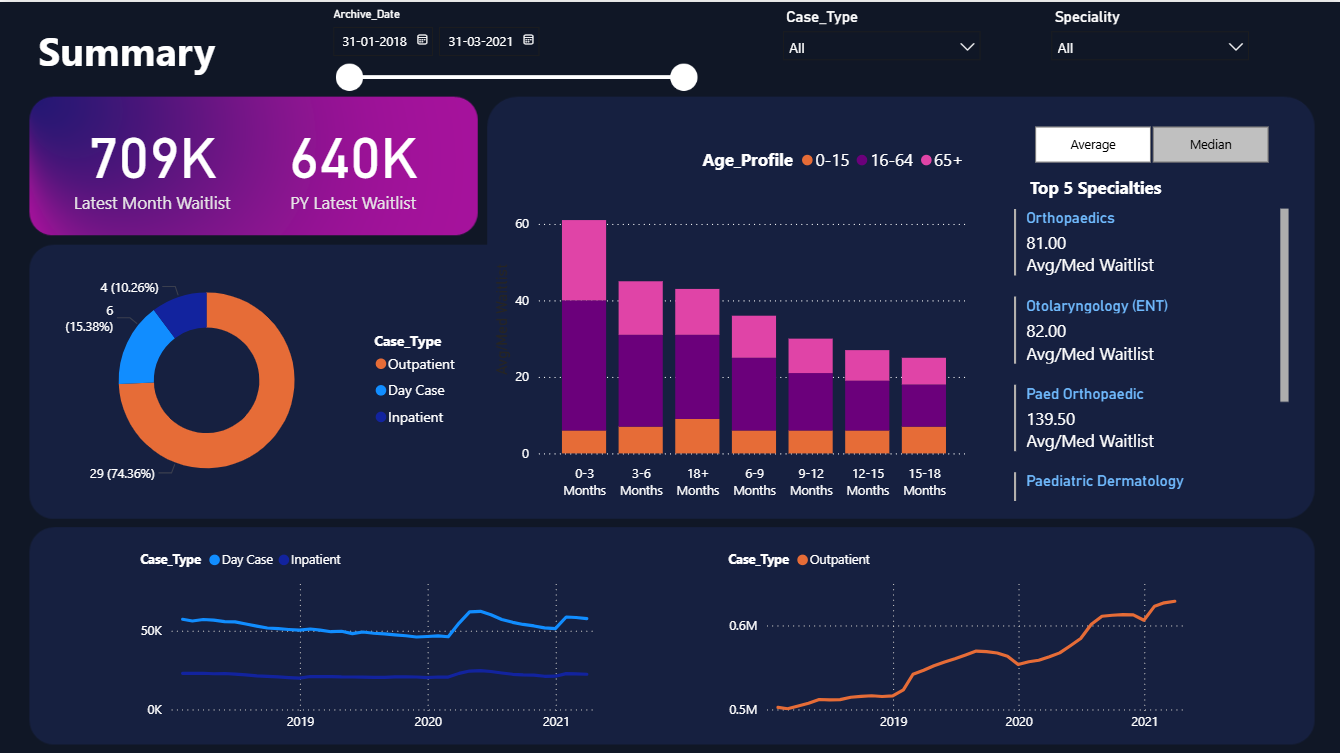 Summary
Archive_Date
31-01-2018
31-03-2021
Case_Type
All
Speciality
All
709K
Latest Month Waitlist
640K
PY Latest Waitlist
4 (10.26%)
6
(15.38%)
29 (74.36%)
Case_Type
Outpatient
Day Case
Inpatient
Age_Profile 0-15 16-64 65+
60
40
20
0
0-3
Months
3-6
Months
18+
Months
6-9
Months
9-12
Months
12-15
Months
15-18
Months
Average
Median
Top 5 Specialties
Orthopaedics
81.00
Avg/Med Waitlist
Otolaryngology (ENT)
82.00
Avg/Med Waitlist
Paed Orthopaedic
139.50
Avg/Med Waitlist
Paediatric Dermatology
Case_Type Day Case Inpatient
50K
0K
2019
2020
2021
Case_Type Outpatient
0.6M
0.5M
2019
2020
2021